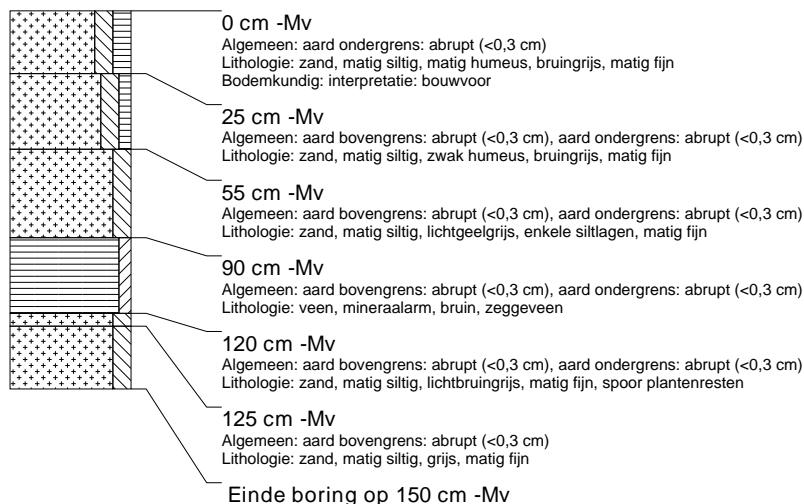 0 cm -Mv
Algemeen: aard ondergrens: abrupt (<0,3 cm)
Lithologie: zand, matig siltig, matig humeus, bruingrijs, matig fijn
Bodemkundig: interpretatie: bouwvoor
25 cm -Mv
Algemeen: aard bovengrens: abrupt (<0,3 cm), aard ondergrens: abrupt (<0,3 cm)
Lithologie: zand, matig siltig, zwak humeus, bruingrijs, matig fijn
55 cm -Mv
Algemeen: aard bovengrens: abrupt (<0,3 cm), aard ondergrens: abrupt (<0,3 cm)
Lithologie: zand, matig siltig, lichtgeelgrijs, enkele siltlagen, matig fijn
90 cm -Mv
Algemeen: aard bovengrens: abrupt (<0,3 cm), aard ondergrens: abrupt (<0,3 cm)
Lithologie: veen, mineraalarm, bruin, zeggeveen
120 cm -Mv
Algemeen: aard bovengrens: abrupt (<0,3 cm), aard ondergrens: abrupt (<0,3 cm)
Lithologie: zand, matig siltig, lichtbruingrijs, matig fijn, spoor plantenresten
125 cm -Mv
Algemeen: aard bovengrens: abrupt (<0,3 cm)
Lithologie: zand, matig siltig, grijs, matig fijn
Einde boring op 150 cm -Mv